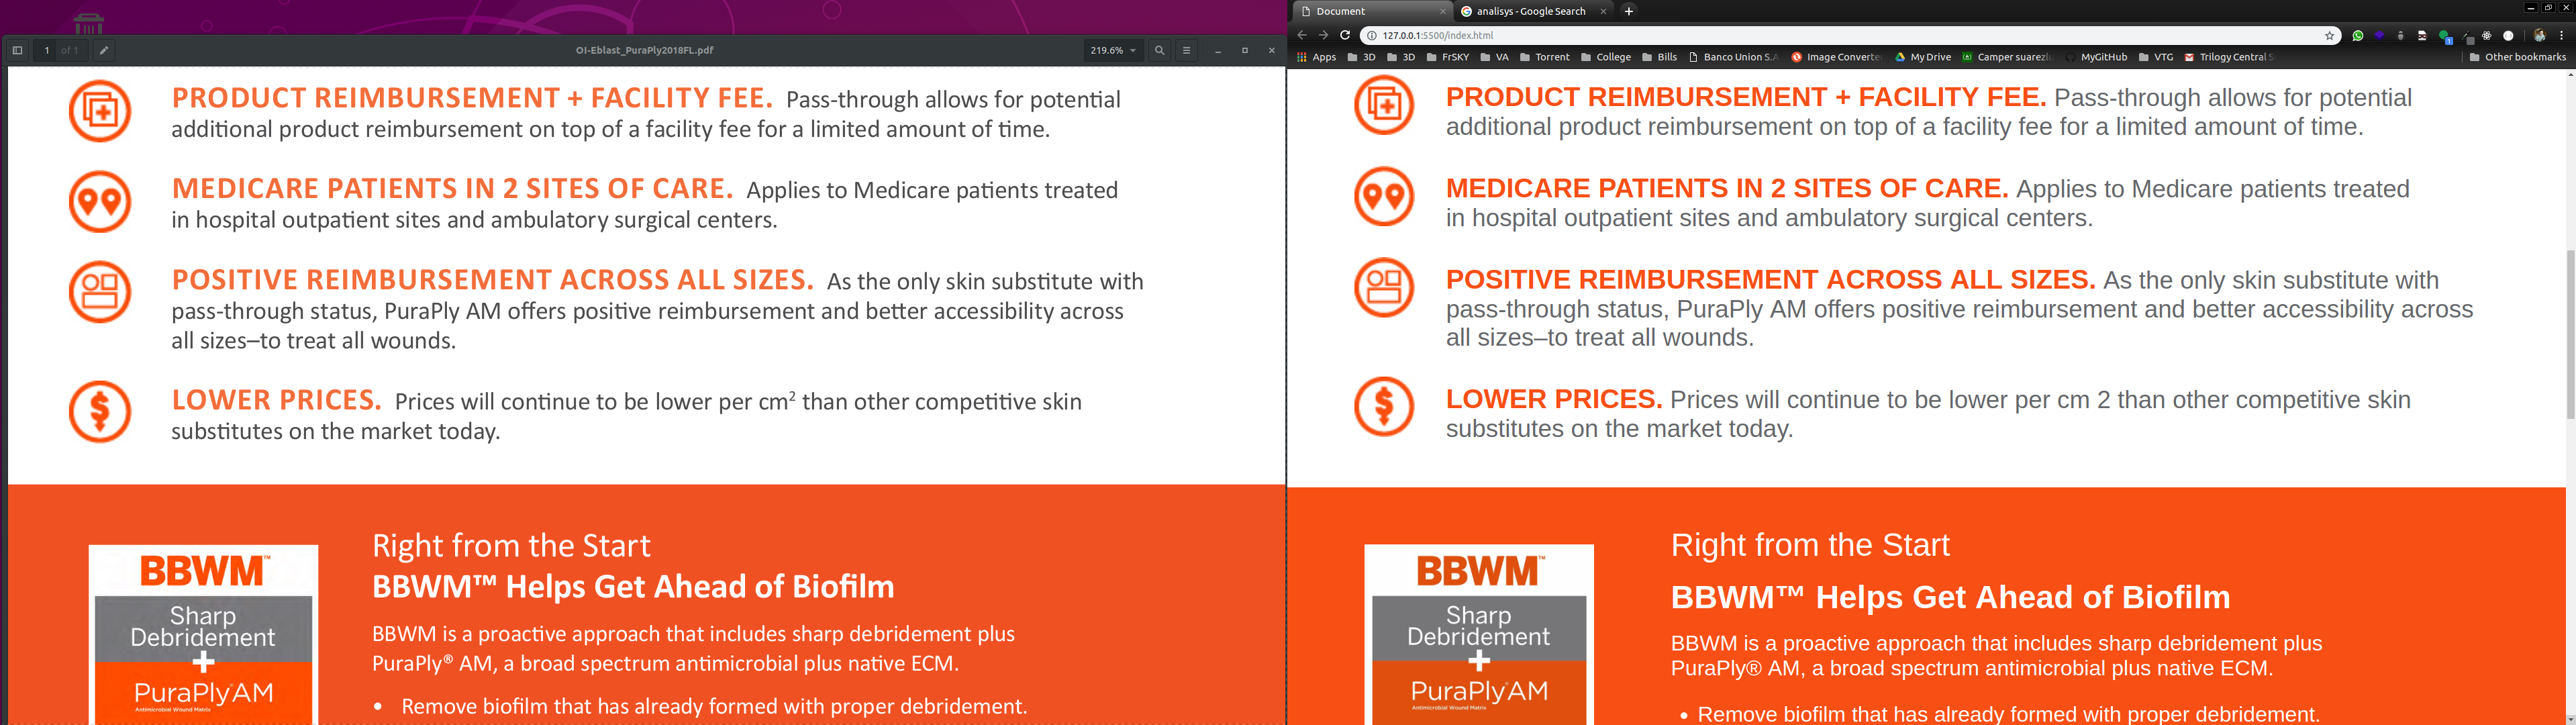 1 of 1
OI-Eblast_PuraPly2018FL.pdf
219.6%
PRODUCT REIMBURSEMENT + FACILITY FEE. Pass-through allows for potential
additional product reimbursement on top of a facility fee for a limited amount of time.
MEDICARE PATIENTS IN 2 SITES OF CARE. Applies to Medicare patients treated
in hospital outpatient sites and ambulatory surgical centers.
POSITIVE REIMBURSEMENT ACROSS ALL SIZES. As the only skin substitute with
pass-through status, PuraPly AM offers positive reimbursement and better accessibility across
all sizes–to treat all wounds.
LOWER PRICES. Prices will continue to be lower per cm² than other competitive skin
substitutes on the market today.
BBWM™
Sharp
Debridement
+
PuraPly® AM
Antimicrobial Wound Matrix
Right from the Start
BBWM™ Helps Get Ahead of Biofilm
BBWM is a proactive approach that includes sharp debridement plus
PuraPly® AM, a broad spectrum antimicrobial plus native ECM.
• Remove biofilm that has already formed with proper debridement.
Document
analisys - Google Search
127.0.0.1:5500/index.html
Apps 3D 3D FrSKY VA Torrent College Bills Banco Union S.A Image Converte My Drive Camper suarezlu MyGitHub VTG Trilogy Central S Other bookmarks
PRODUCT REIMBURSEMENT + FACILITY FEE. Pass-through allows for potential
additional product reimbursement on top of a facility fee for a limited amount of time.
MEDICARE PATIENTS IN 2 SITES OF CARE. Applies to Medicare patients treated
in hospital outpatient sites and ambulatory surgical centers.
POSITIVE REIMBURSEMENT ACROSS ALL SIZES. As the only skin substitute with
pass-through status, PuraPly AM offers positive reimbursement and better accessibility across
all sizes–to treat all wounds.
LOWER PRICES. Prices will continue to be lower per cm 2 than other competitive skin
substitutes on the market today.
BBWM™
Sharp
Debridement
+
PuraPly® AM
Antimicrobial Wound Matrix
Right from the Start
BBWM™ Helps Get Ahead of Biofilm
BBWM is a proactive approach that includes sharp debridement plus
PuraPly® AM, a broad spectrum antimicrobial plus native ECM.
• Remove biofilm that has already formed with proper debridement.